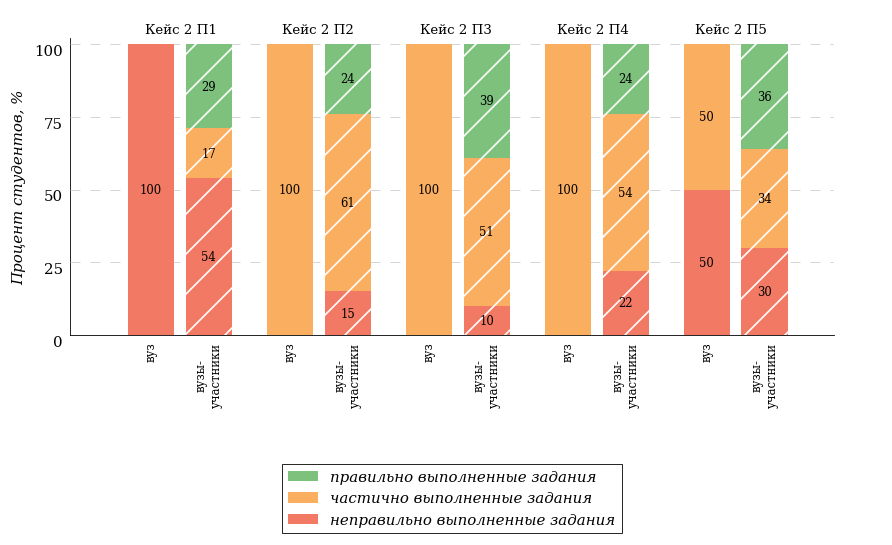 Кейс 2 П1 Кейс 2 П2 Кейс 2 П3 Кейс 2 П4 Кейс 2 П5
Процент студентов, %
100
75
50
25
0
100
29
17
54
100
24
61
15
100
39
51
10
100
24
54
22
50
50
36
34
30
вуз
вузы-
участники
вуз
вузы-
участники
вуз
вузы-
участники
вуз
вузы-
участники
вуз
вузы-
участники
правильно выполненные задания
частично выполненные задания
неправильно выполненные задания